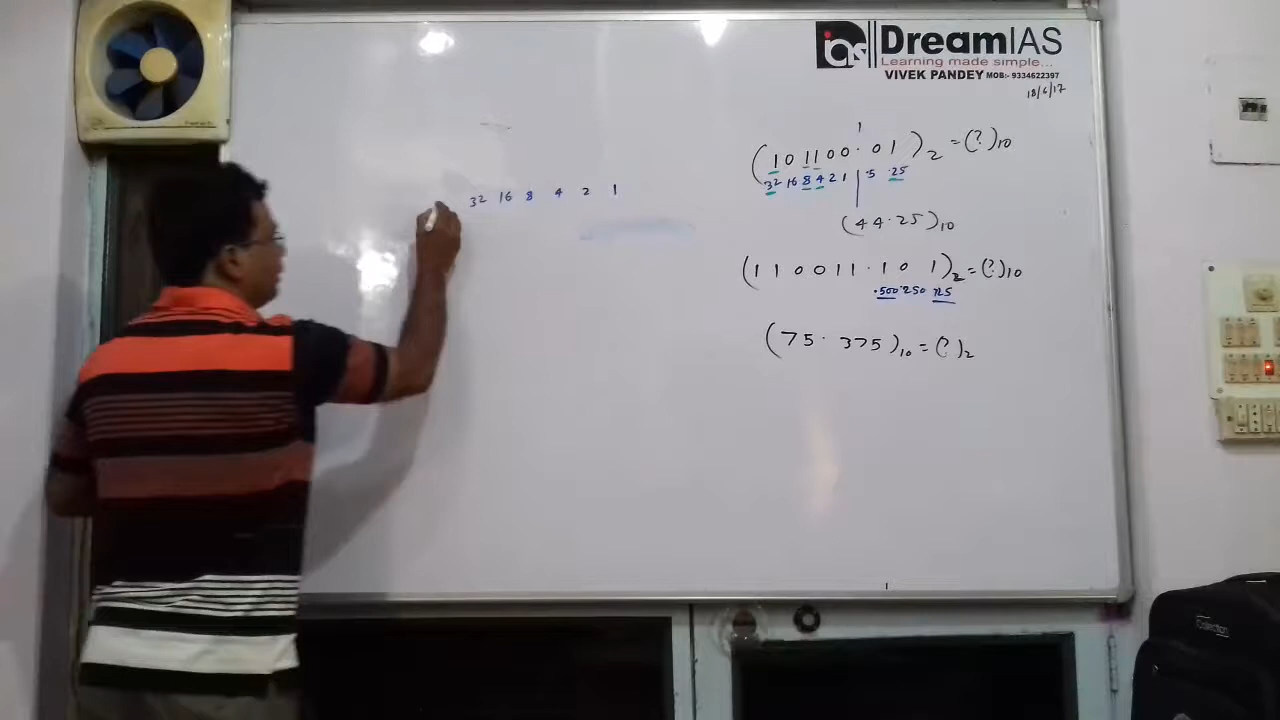 DreamIAS
Learning made simple...
VIVEK PANDEY MOB:- 9334622397
18/6/17
32 16 8 4 2 1
(101100.01)2 = (?)10
32 16 8 4 2 1 .5 .25
(44.25)10
(110011.101)2 = (?)10
.500 .250 .125
(75.375)10 = (?)2
Collection